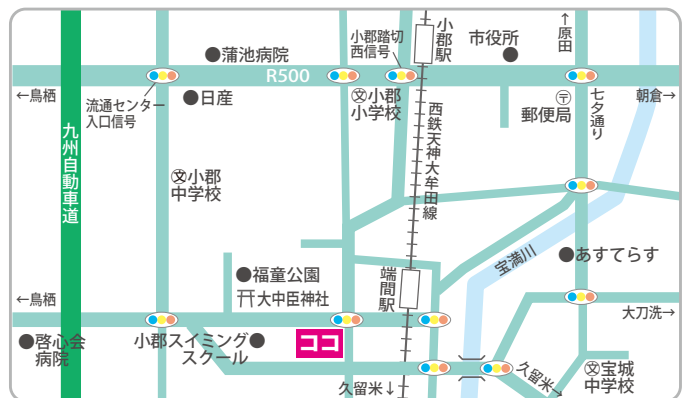 小郡駅
小郡踏切
西信号
市役所
↑原田
●蒲池病院
R500
←鳥栖
流通センター
入口信号
●日産
㊫小郡
小学校
〒
郵便局
七夕通り
朝倉→
九州自動車道
西鉄天神大牟田線
㊫小郡
中学校
宝満川
●あすてらす
●福童公園
大中臣神社
端間駅
←鳥栖
大刀洗→
●啓心会
病院
小郡スイミング●
スクール
ココ
久留米↓
久留米→
㊫宝城
中学校